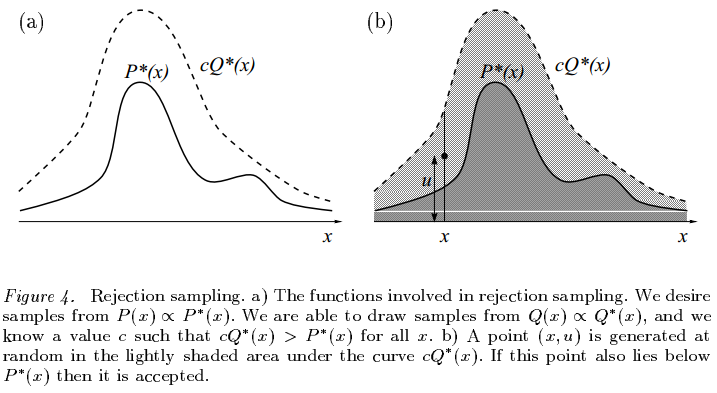 (a)
P*(x)
cQ*(x)
x
(b)
P*(x)
cQ*(x)
u
x
x
Figure 4. Rejection sampling. a) The functions involved in rejection sampling. We desire
samples from P(x) ∝ P*(x). We are able to draw samples from Q(x) ∝ Q*(x), and we
know a value c such that cQ*(x) > P*(x) for all x. b) A point (x, u) is generated at
random in the lightly shaded area under the curve cQ*(x). If this point also lies below
P*(x) then it is accepted.